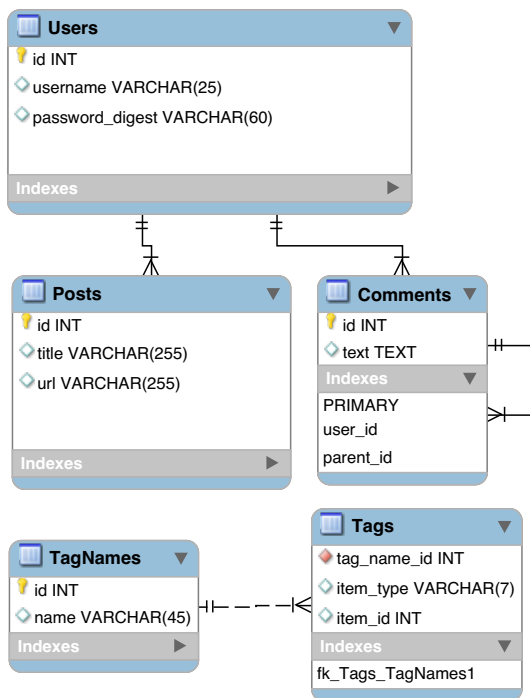 Users
id INT
username VARCHAR(25)
password_digest VARCHAR(60)
Indexes
Posts
id INT
title VARCHAR(255)
url VARCHAR(255)
Indexes
Comments
id INT
text TEXT
Indexes
PRIMARY
user_id
parent_id
TagNames
id INT
name VARCHAR(45)
Indexes
Tags
tag_name_id INT
item_type VARCHAR(7)
item_id INT
Indexes
fk_Tags_TagNames1